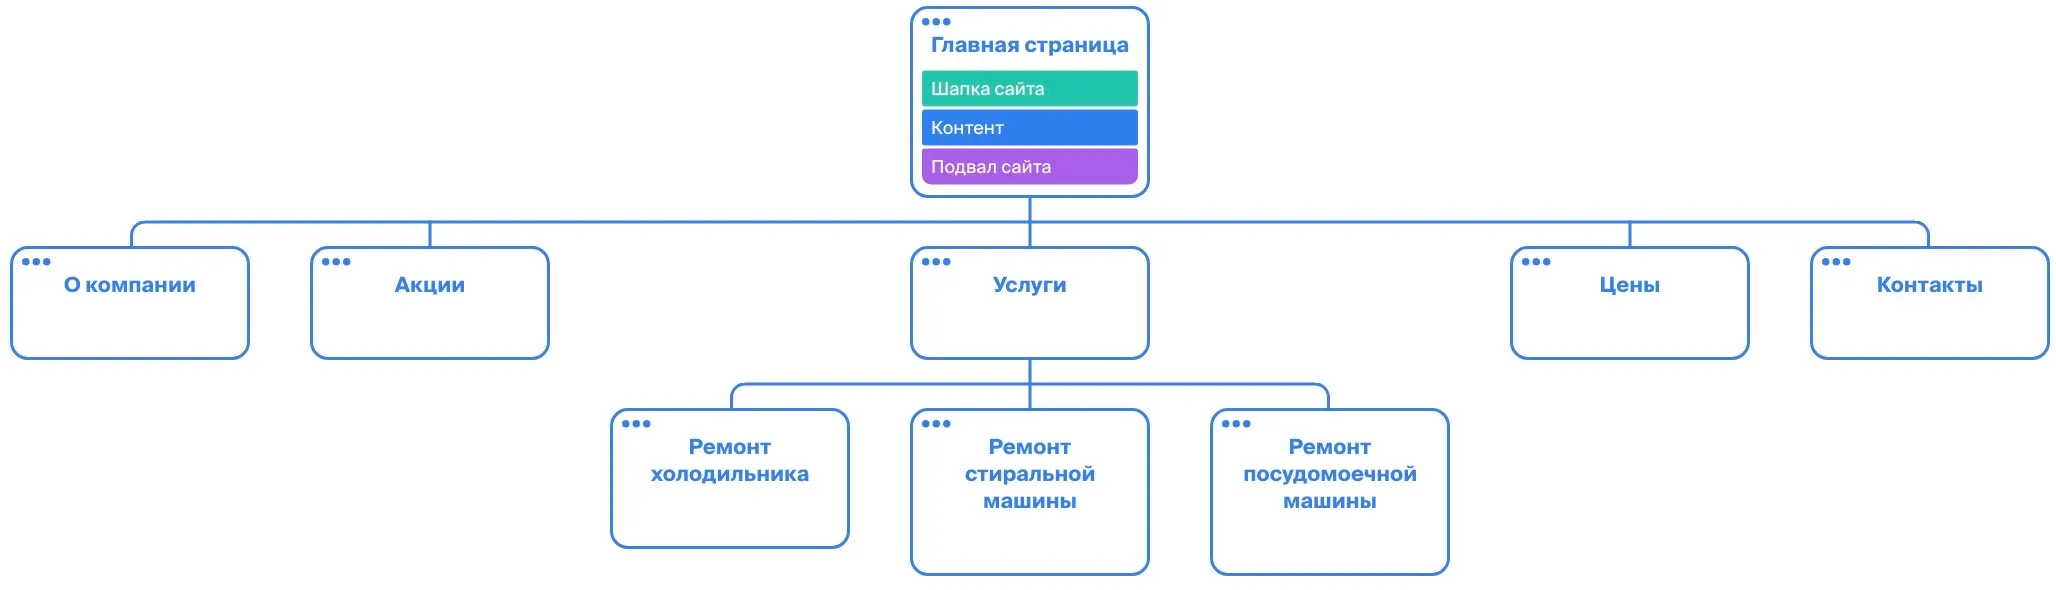 Главная страница
Шапка сайта
Контент
Подвал сайта
О компании
Акции
Услуги
Цены
Контакты
Ремонт
холодильника
Ремонт
стиральной
машины
Ремонт
посудомоечной
машины